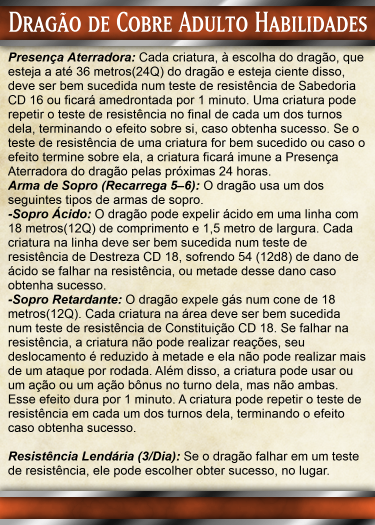 Dragão de Cobre Adulto Habilidades
Presença Aterradora: Cada criatura, à escolha do dragão, que
esteja a até 36 metros(24Q) do dragão e esteja ciente disso,
deve ser bem sucedida num teste de resistência de Sabedoria
CD 16 ou ficará amedrontada por 1 minuto. Uma criatura pode
repetir o teste de resistência no final de cada um dos turnos
dela, terminando o efeito sobre si, caso obtenha sucesso. Se o
teste de resistência de uma criatura for bem sucedido ou caso o
efeito termine sobre ela, a criatura ficará imune a Presença
Aterradora do dragão pelas próximas 24 horas.
Arma de Sopro (Recarrega 5–6): O dragão usa um dos
seguintes tipos de armas de sopro.
-Sopro Ácido: O dragão pode expelir ácido em uma linha com
18 metros(12Q) de comprimento e 1,5 metro de largura. Cada
criatura na linha deve ser bem sucedida num teste de
resistência de Destreza CD 18, sofrendo 54 (12d8) de dano de
ácido se falhar na resistência, ou metade desse dano caso
obtenha sucesso.
-Sopro Retardante: O dragão expele gás num cone de 18
metros(12Q). Cada criatura na área deve ser bem sucedida
num teste de resistência de Constituição CD 18. Se falhar na
resistência, a criatura não pode realizar reações, seu
deslocamento é reduzido à metade e ela não pode realizar mais
de um ataque por rodada. Além disso, a criatura pode usar ou
um ação ou um ação bônus no turno dela, mas não ambas.
Esse efeito dura por 1 minuto. A criatura pode repetir o teste de
resistência em cada um dos turnos dela, terminando o efeito
caso obtenha sucesso.
Resistência Lendária (3/Dia): Se o dragão falhar em um teste
de resistência, ele pode escolher obter sucesso, no lugar.